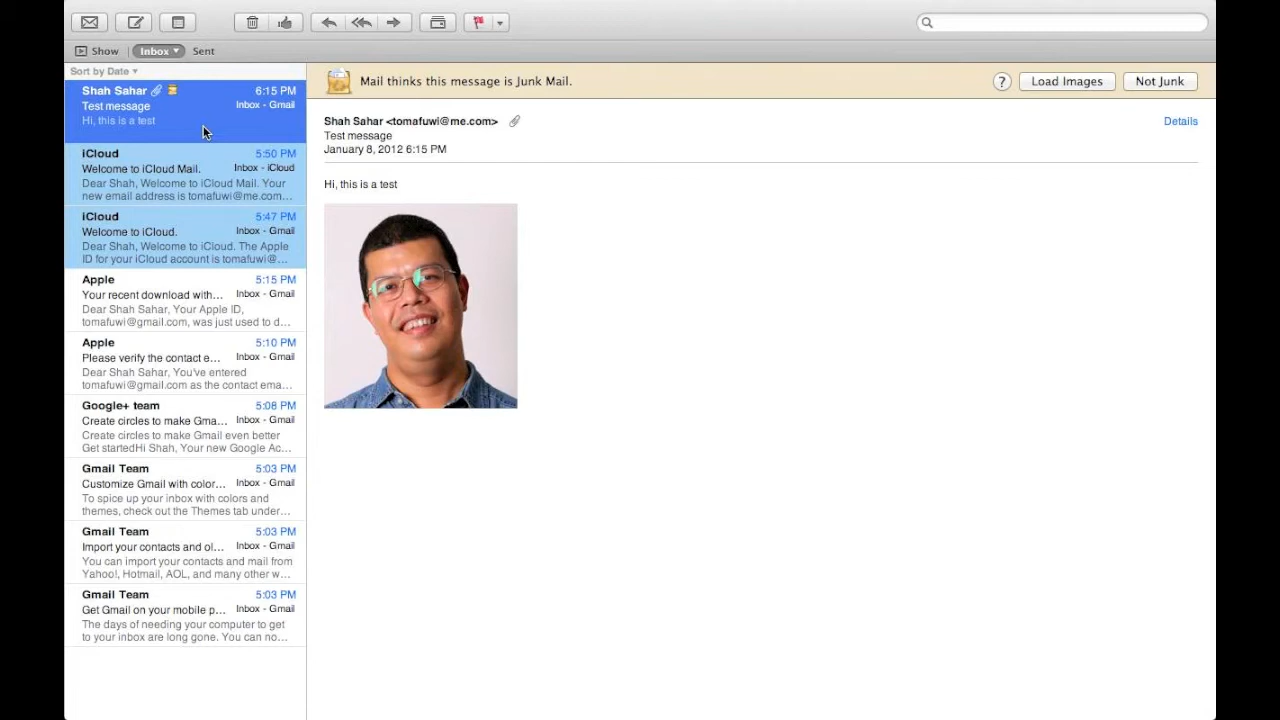 Show
Inbox ▾
Sent
Sort by Date ▾
Shah Sahar 6:15 PM
Test message Inbox - Gmail
Hi, this is a test
iCloud 5:50 PM
Welcome to iCloud Mail. Inbox - iCloud
Dear Shah, Welcome to iCloud Mail. Your
new email address is tomafuwi@me.com…
iCloud 5:47 PM
Welcome to iCloud. Inbox - Gmail
Dear Shah, Welcome to iCloud. The Apple
ID for your iCloud account is tomafuwi@…
Apple 5:15 PM
Your recent download with… Inbox - Gmail
Dear Shah Sahar, Your Apple ID,
tomafuwi@gmail.com, was just used to d…
Apple 5:10 PM
Please verify the contact e… Inbox - Gmail
Dear Shah Sahar, You've entered
tomafuwi@gmail.com as the contact ema…
Google+ team 5:08 PM
Create circles to make Gma… Inbox - Gmail
Create circles to make Gmail even better
Get startedHi Shah, Your new Google Ac…
Gmail Team 5:03 PM
Customize Gmail with color… Inbox - Gmail
To spice up your inbox with colors and
themes, check out the Themes tab under…
Gmail Team 5:03 PM
Import your contacts and ol… Inbox - Gmail
You can import your contacts and mail from
Yahoo!, Hotmail, AOL, and many other w…
Gmail Team 5:03 PM
Get Gmail on your mobile p… Inbox - Gmail
The days of needing your computer to get
to your inbox are long gone. You can no…
Mail thinks this message is Junk Mail.
?
Load Images
Not Junk
Shah Sahar <tomafuwi@me.com>
Details
Test message
January 8, 2012 6:15 PM
Hi, this is a test